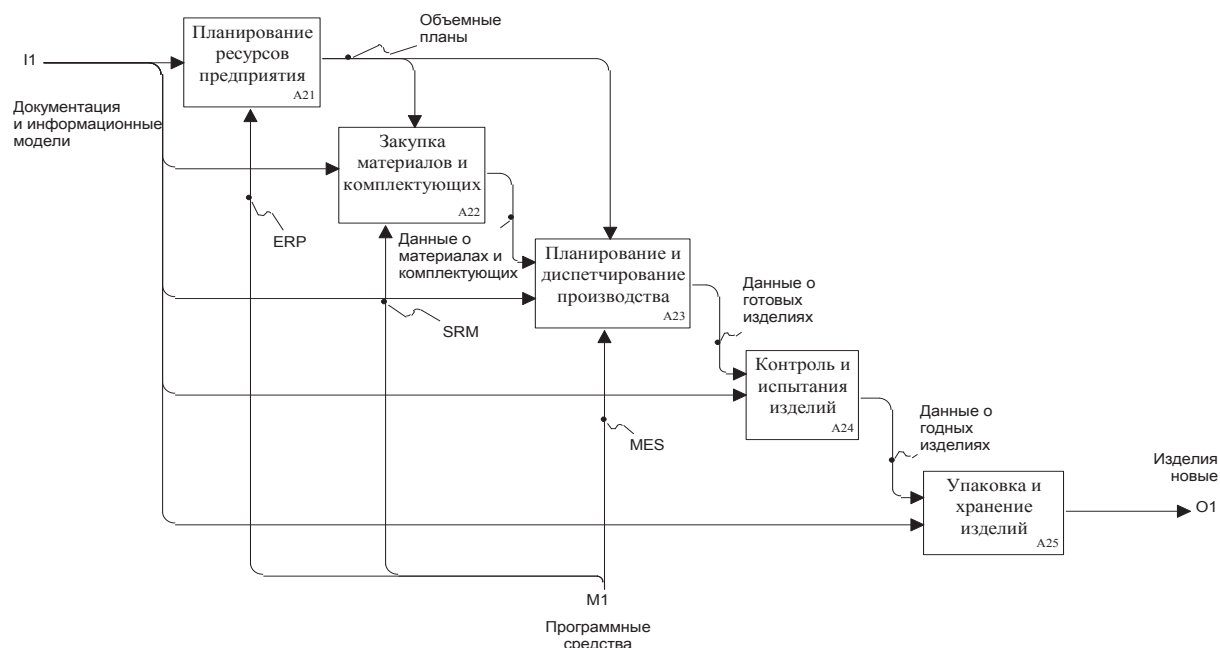 Планирование
ресурсов
предприятия
A21
Объемные
планы
I1
Документация
и информационные
модели
Закупка
материалов и
комплектующих
A22
ERP
Данные о
материалах и
комплектующих
Планирование и
диспетчирование
производства
A23
SRM
Данные о
готовых
изделиях
Контроль и
испытания
изделий
A24
MES
Данные о
годных
изделиях
Упаковка и
хранение
изделий
A25
Изделия
новые
O1
M1
Программные
средства